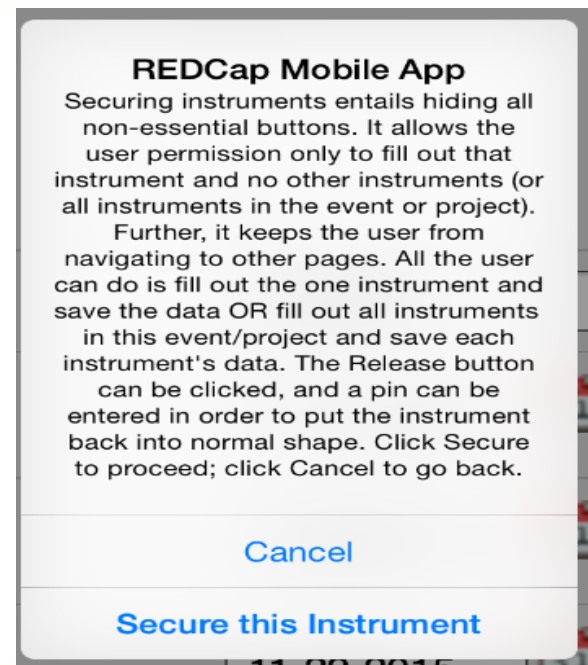 REDCap Mobile App
Securing instruments entails hiding all
non-essential buttons. It allows the
user permission only to fill out that
instrument and no other instruments (or
all instruments in the event or project).
Further, it keeps the user from
navigating to other pages. All the user
can do is fill out the one instrument and
save the data OR fill out all instruments
in this event/project and save each
instrument's data. The Release button
can be clicked, and a pin can be
entered in order to put the instrument
back into normal shape. Click Secure
to proceed; click Cancel to go back.
Cancel
Secure this Instrument